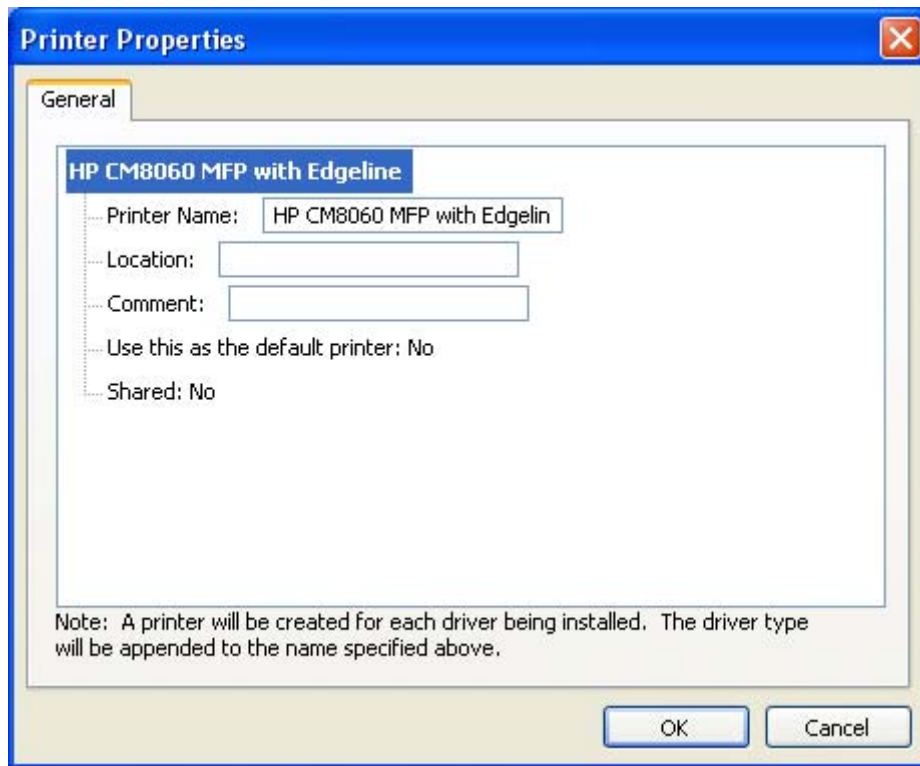 Printer Properties
General
HP CM8060 MFP with Edgeline
Printer Name: HP CM8060 MFP with Edgelin
Location:
Comment:
Use this as the default printer: No
Shared: No
Note: A printer will be created for each driver being installed. The driver type
will be appended to the name specified above.
OK Cancel